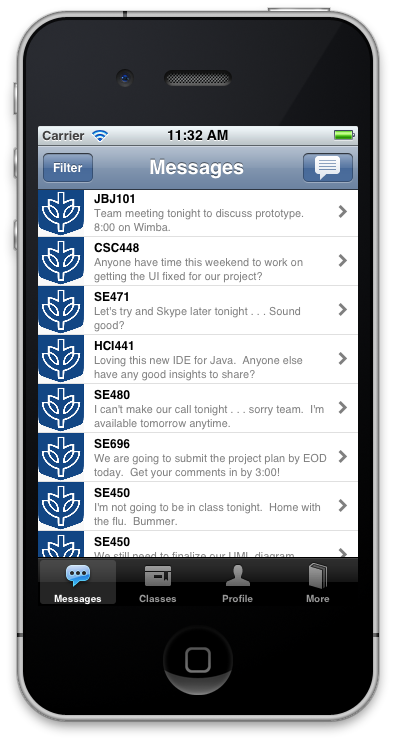 Carrier 11:32 AM
Filter Messages
JBJ101
Team meeting tonight to discuss prototype.
8:00 on Wimba.
CSC448
Anyone have time this weekend to work on
getting the UI fixed for our project?
SE471
Let's try and Skype later tonight . . . Sound
good?
HCI441
Loving this new IDE for Java.  Anyone else
have any good insights to share?
SE480
I can't make our call tonight . . . sorry team.  I'm
available tomorrow anytime.
SE696
We are going to submit the project plan by EOD
today.  Get your comments in by 3:00!
SE450
I'm not going to be in class tonight.  Home with
the flu.  Bummer.
SE450
We still need to finalize our UML diagram
Messages Classes Profile More